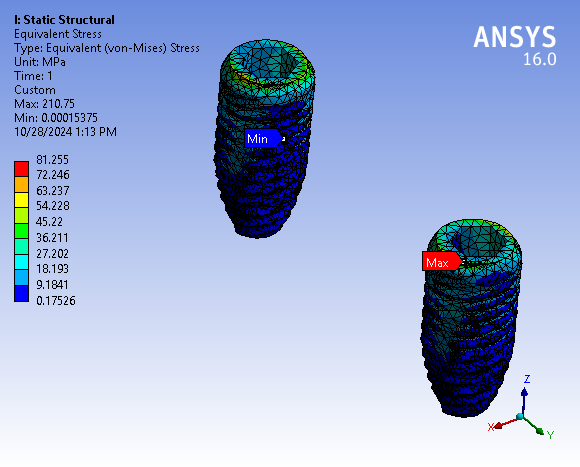 I: Static Structural
Equivalent Stress
Type: Equivalent (von-Mises) Stress
Unit: MPa
Time: 1
Custom
Max: 210.75
Min: 0.00015375
10/28/2024 1:13 PM
ANSYS
16.0
81.255
72.246
63.237
54.228
45.22
36.211
27.202
18.193
9.1841
0.17526
Min
Max
Z
X
Y